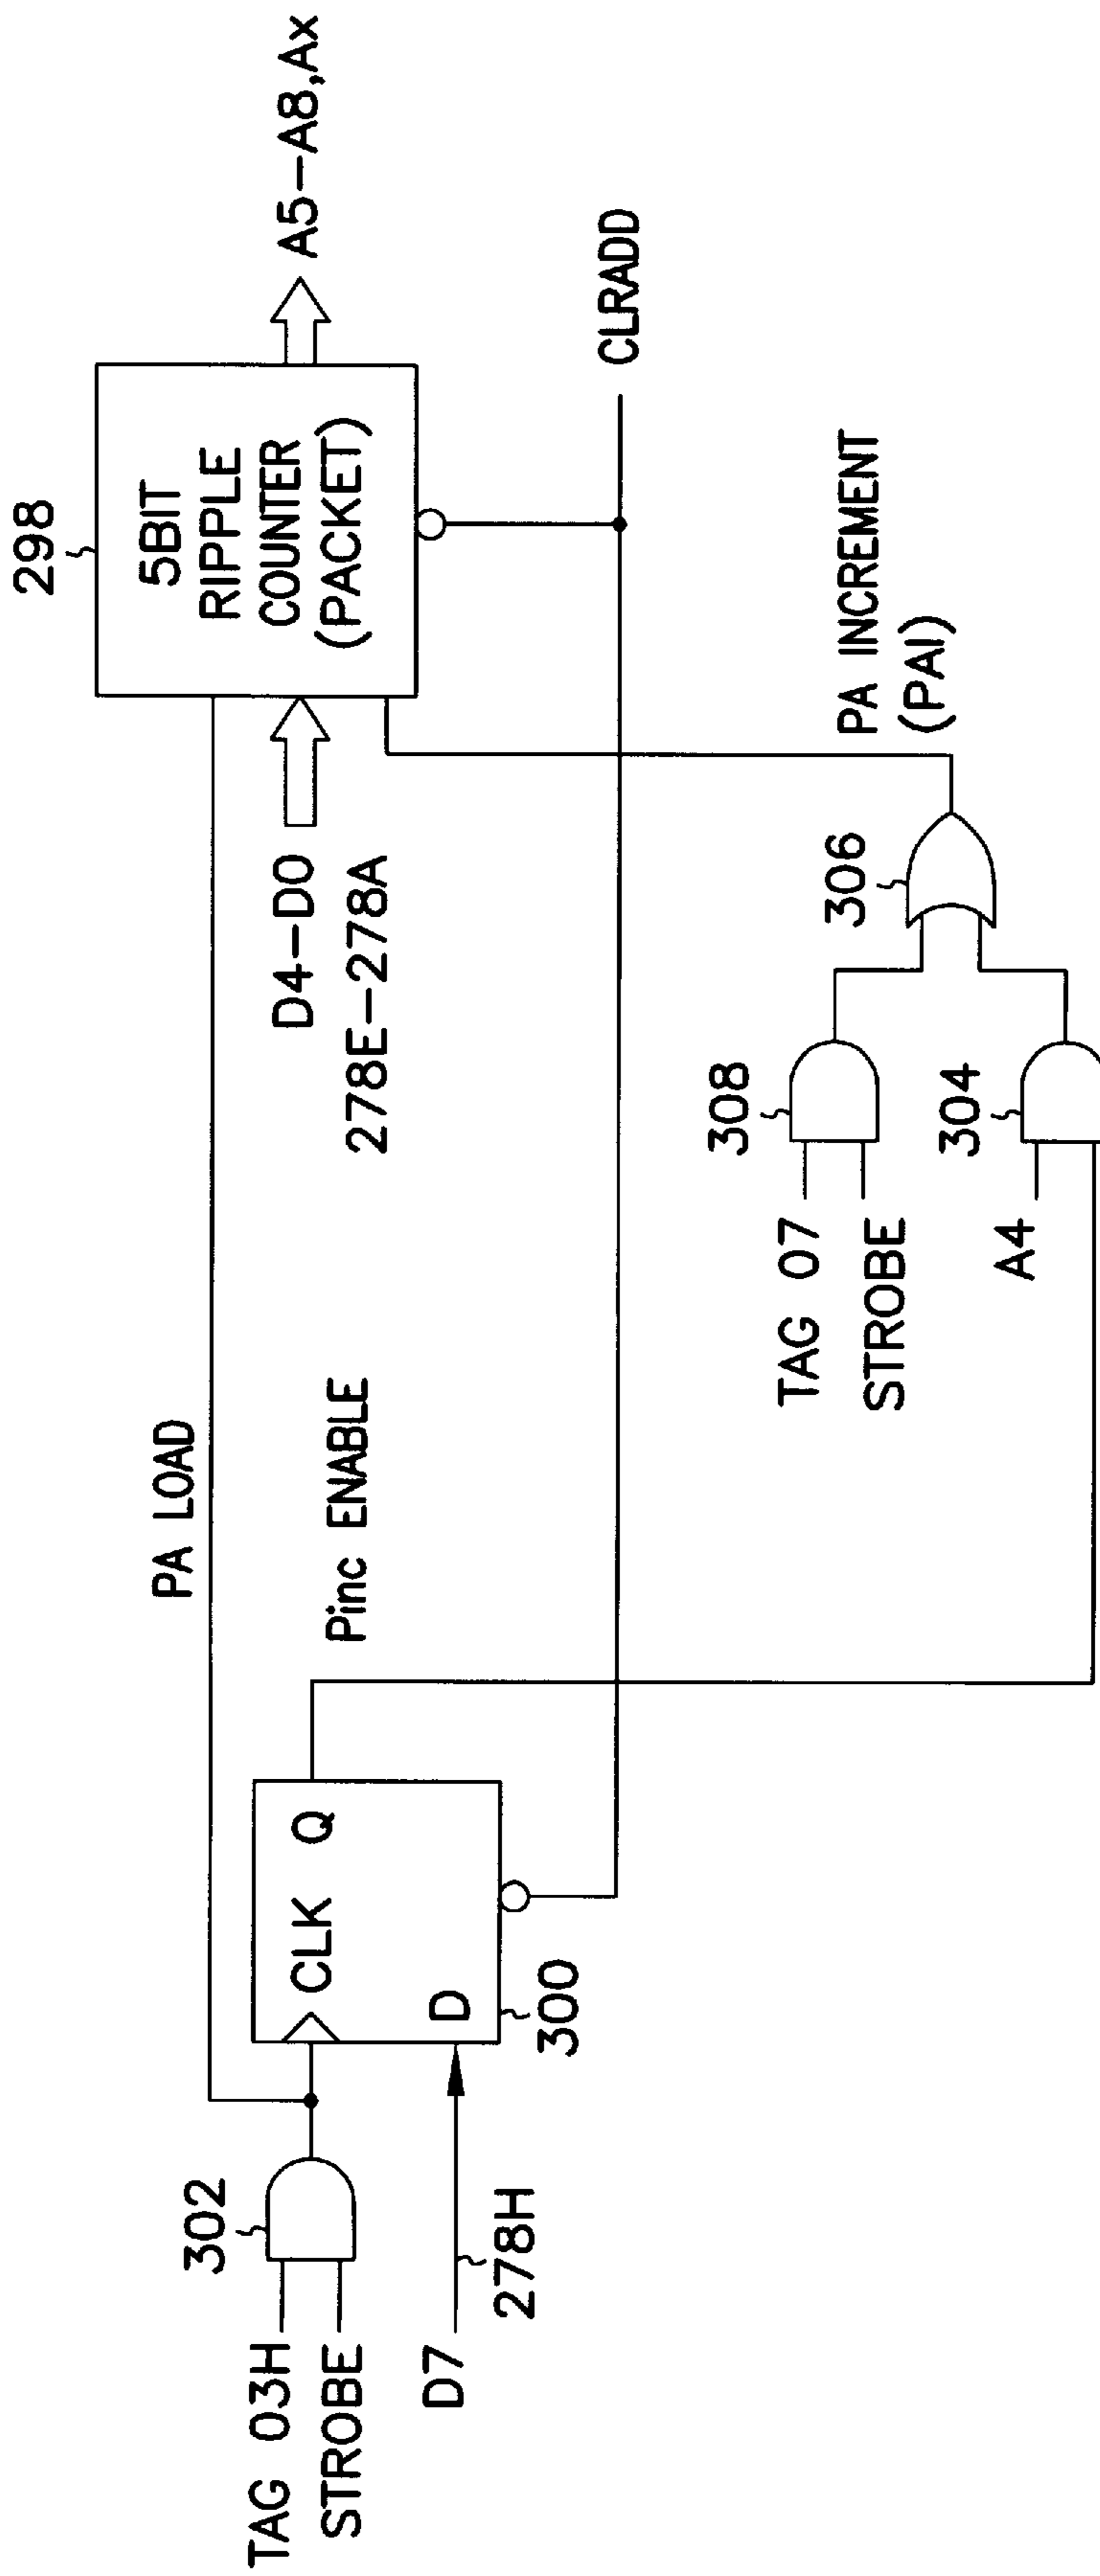 298
5BIT
RIPPLE
COUNTER
(PACKET)
A5-A8,Ax
PA LOAD
D4-D0
278E-278A
Pinc ENABLE
CLRADD
302
TAG 03H
STROBE
CLK Q
D
300
D7
278H
PA INCREMENT
(PAI)
306
308
TAG 07
STROBE
304
A4